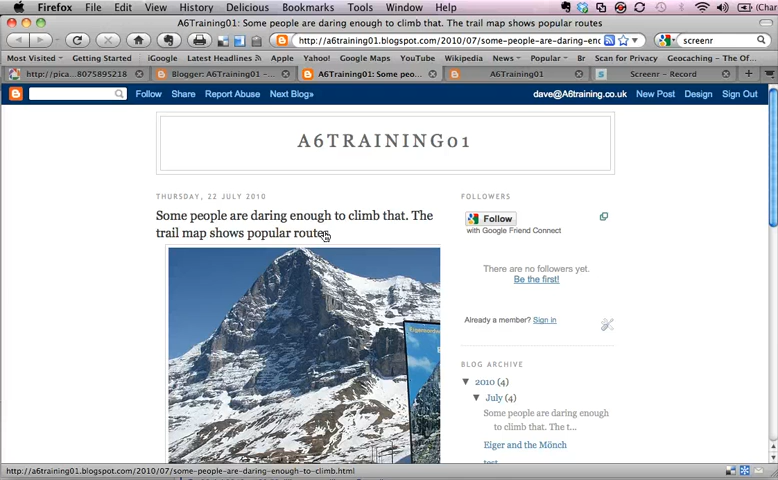 Firefox File Edit View History Delicious Bookmarks Tools Window Help
A6Training01: Some people are daring enough to climb that. The trail map shows popular routes
http://a6training01.blogspot.com/2010/07/some-people-are-daring-eno
screenr
Most Visited Getting Started iGoogle Latest Headlines Apple Yahoo! Google Maps YouTube Wikipedia News Popular Scan for Privacy Geocaching – The Of...
http://pica...8075895218
Blogger: A6Training01 – ...
A6Training01: Some peo...
A6Training01
Screenr – Record
Follow Share Report Abuse Next Blog»
dave@A6training.co.uk New Post Design Sign Out
A6TRAINING01
THURSDAY, 22 JULY 2010
Some people are daring enough to climb that. The
trail map shows popular routes
FOLLOWERS
Follow
with Google Friend Connect
There are no followers yet.
Be the first!
Already a member? Sign in
BLOG ARCHIVE
▼ 2010 (4)
▼ July (4)
Some people are daring enough
to climb that. The t...
Eiger and the Mönch
test
http://a6training01.blogspot.com/2010/07/some-people-are-daring-enough-to-climb.html